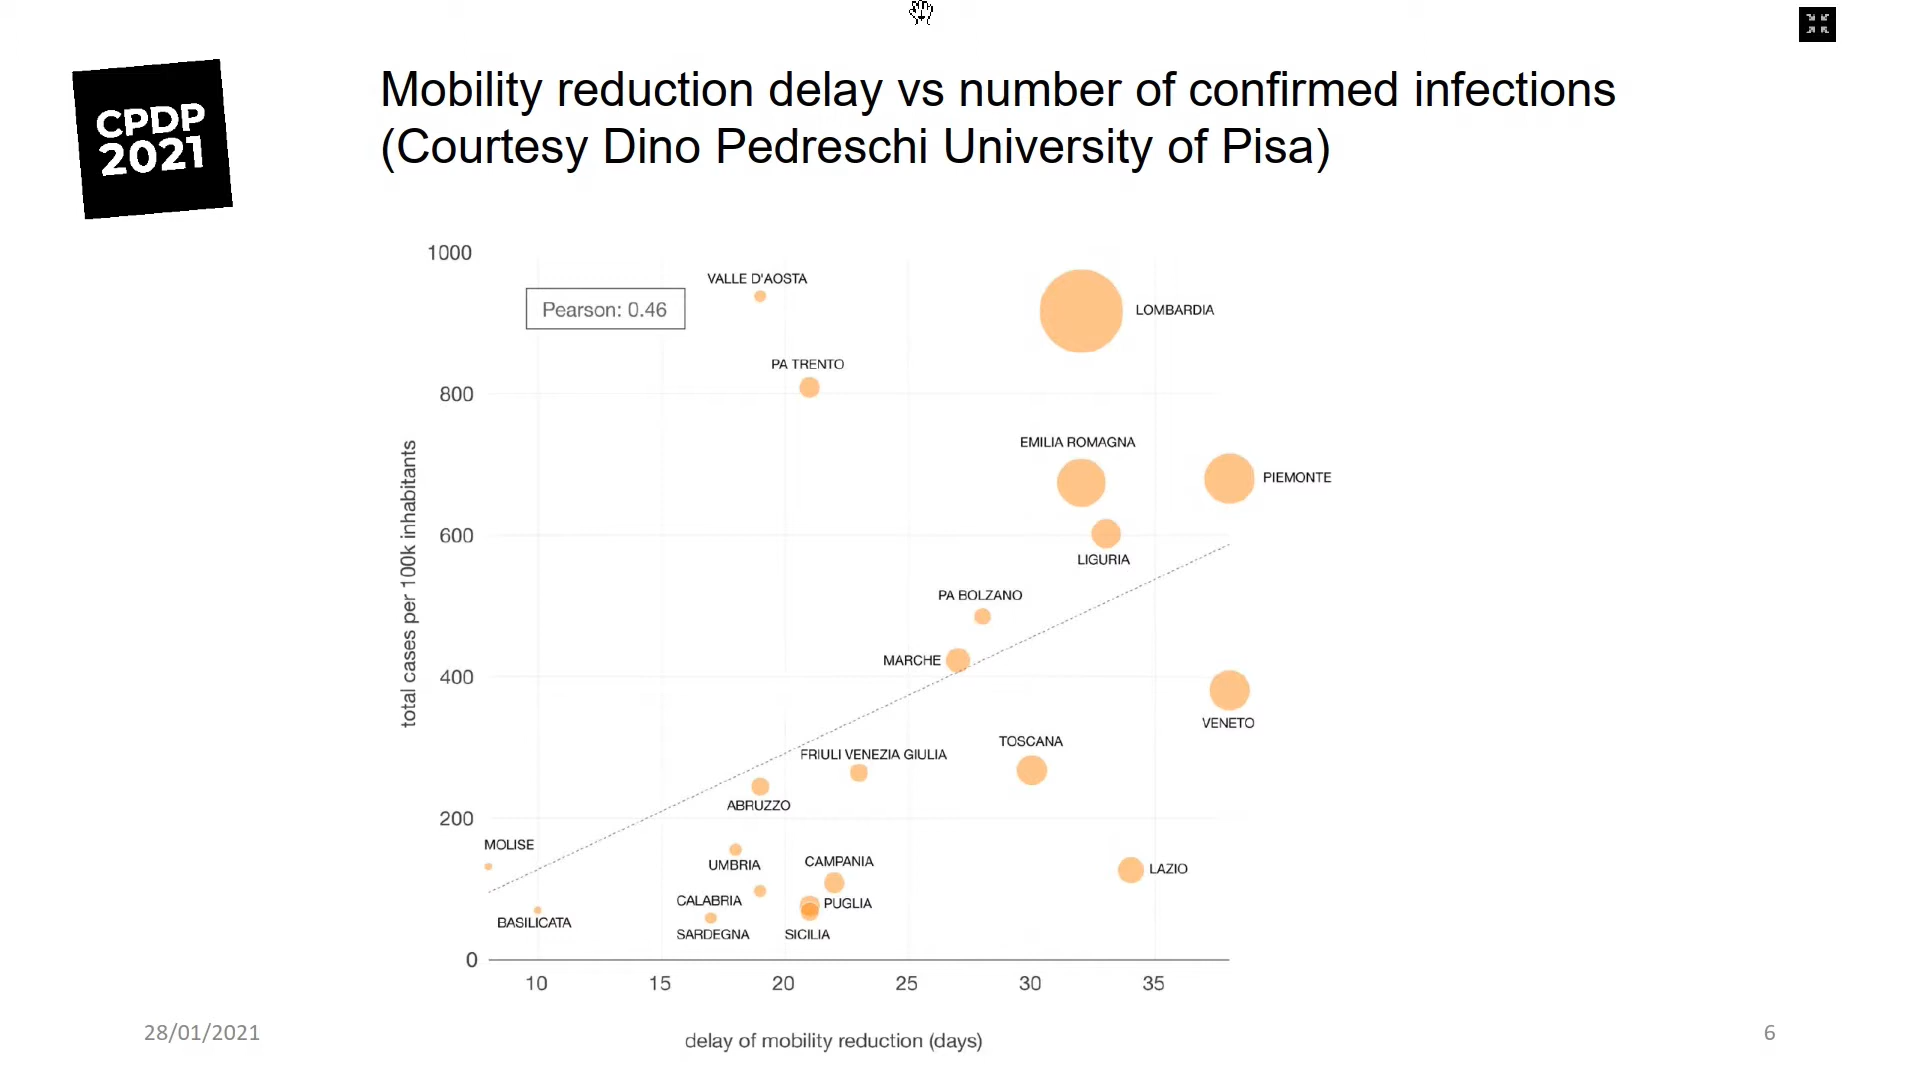 CPDP
2021
Mobility reduction delay vs number of confirmed infections
(Courtesy Dino Pedreschi University of Pisa)
1000
VALLE D'AOSTA
Pearson: 0.46
LOMBARDIA
PA TRENTO
800
EMILIA ROMAGNA
PIEMONTE
600
LIGURIA
PA BOLZANO
MARCHE
400
total cases per 100k inhabitants
VENETO
TOSCANA
FRIULI VENEZIA GIULIA
ABRUZZO
200
MOLISE
UMBRIA
CAMPANIA
LAZIO
CALABRIA
PUGLIA
BASILICATA
SARDEGNA
SICILIA
0
10 15 20 25 30 35
delay of mobility reduction (days)
28/01/2021
6